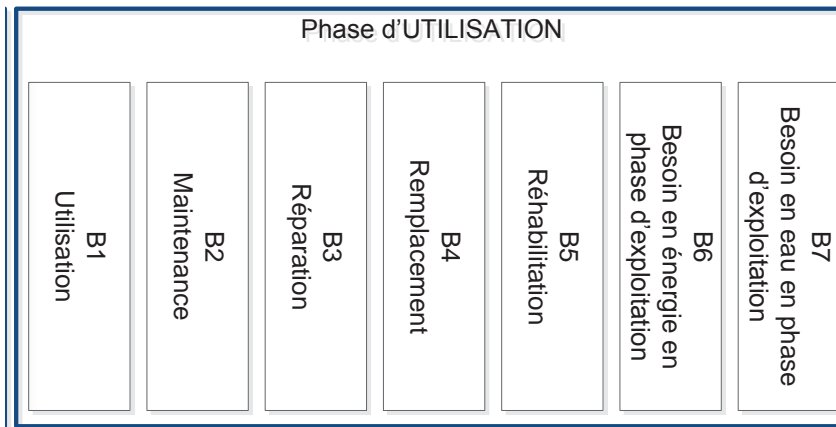 Phase d’UTILISATION
B1
Utilisation
B2
Maintenance
B3
Réparation
B4
Remplacement
B5
Réhabilitation
B6
Besoin en énergie en
phase d’exploitation
B7
Besoin en eau en phase
d’exploitation